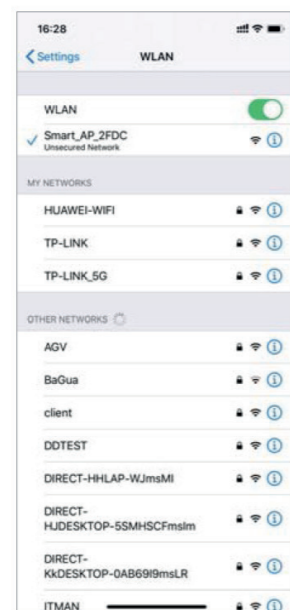 16:28
Settings
WLAN
WLAN
Smart_AP_2FDC
Unsecured Network
MY NETWORKS
HUAWEI-WIFI
TP-LINK
TP-LINK_5G
OTHER NETWORKS
AGV
BaGua
client
DDTEST
DIRECT-HHLAP-WJmsMI
DIRECT-
HJDESKTOP-5SMHSCFmslm
DIRECT-
KkDESKTOP-0AB69I9msLR
ITMAN